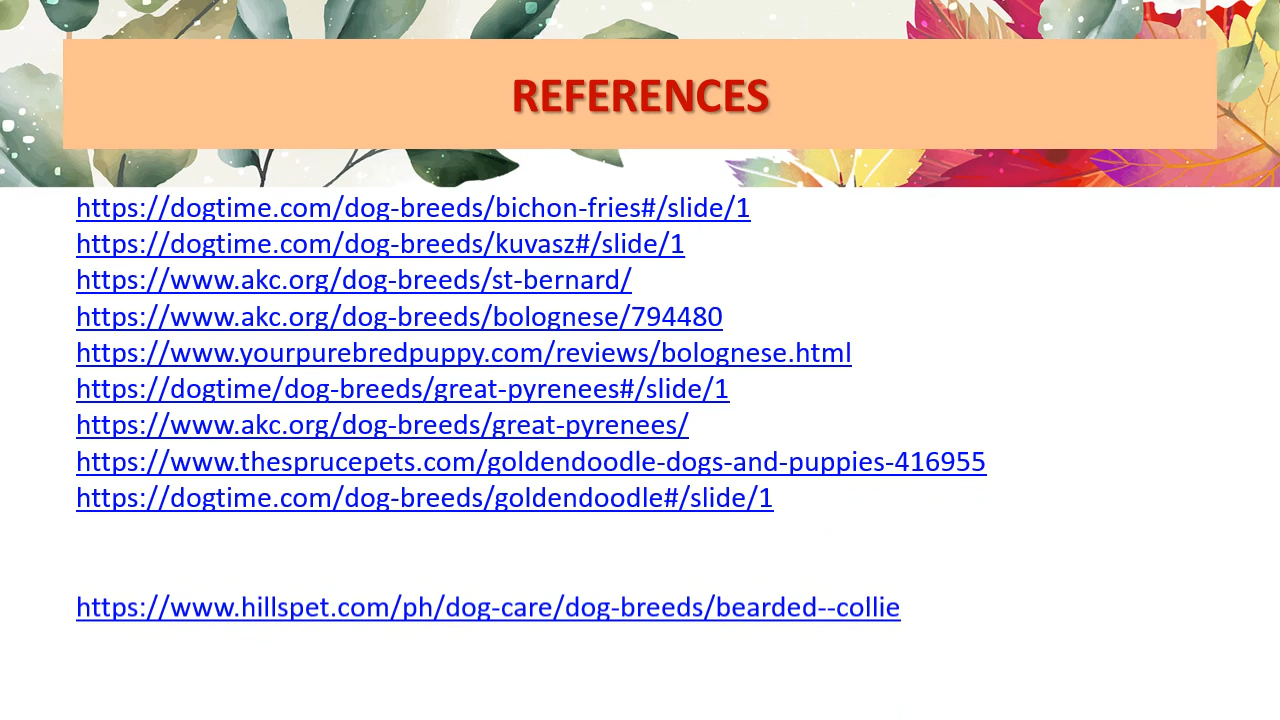 REFERENCES
https://dogtime.com/dog-breeds/bichon-fries#/slide/1
https://dogtime.com/dog-breeds/kuvasz#/slide/1
https://www.akc.org/dog-breeds/st-bernard/
https://www.akc.org/dog-breeds/bolognese/794480
https://www.yourpurebredpuppy.com/reviews/bolognese.html
https://dogtime/dog-breeds/great-pyrenees#/slide/1
https://www.akc.org/dog-breeds/great-pyrenees/
https://www.thesprucepets.com/goldendoodle-dogs-and-puppies-416955
https://dogtime.com/dog-breeds/goldendoodle#/slide/1
https://www.hillspet.com/ph/dog-care/dog-breeds/bearded--collie